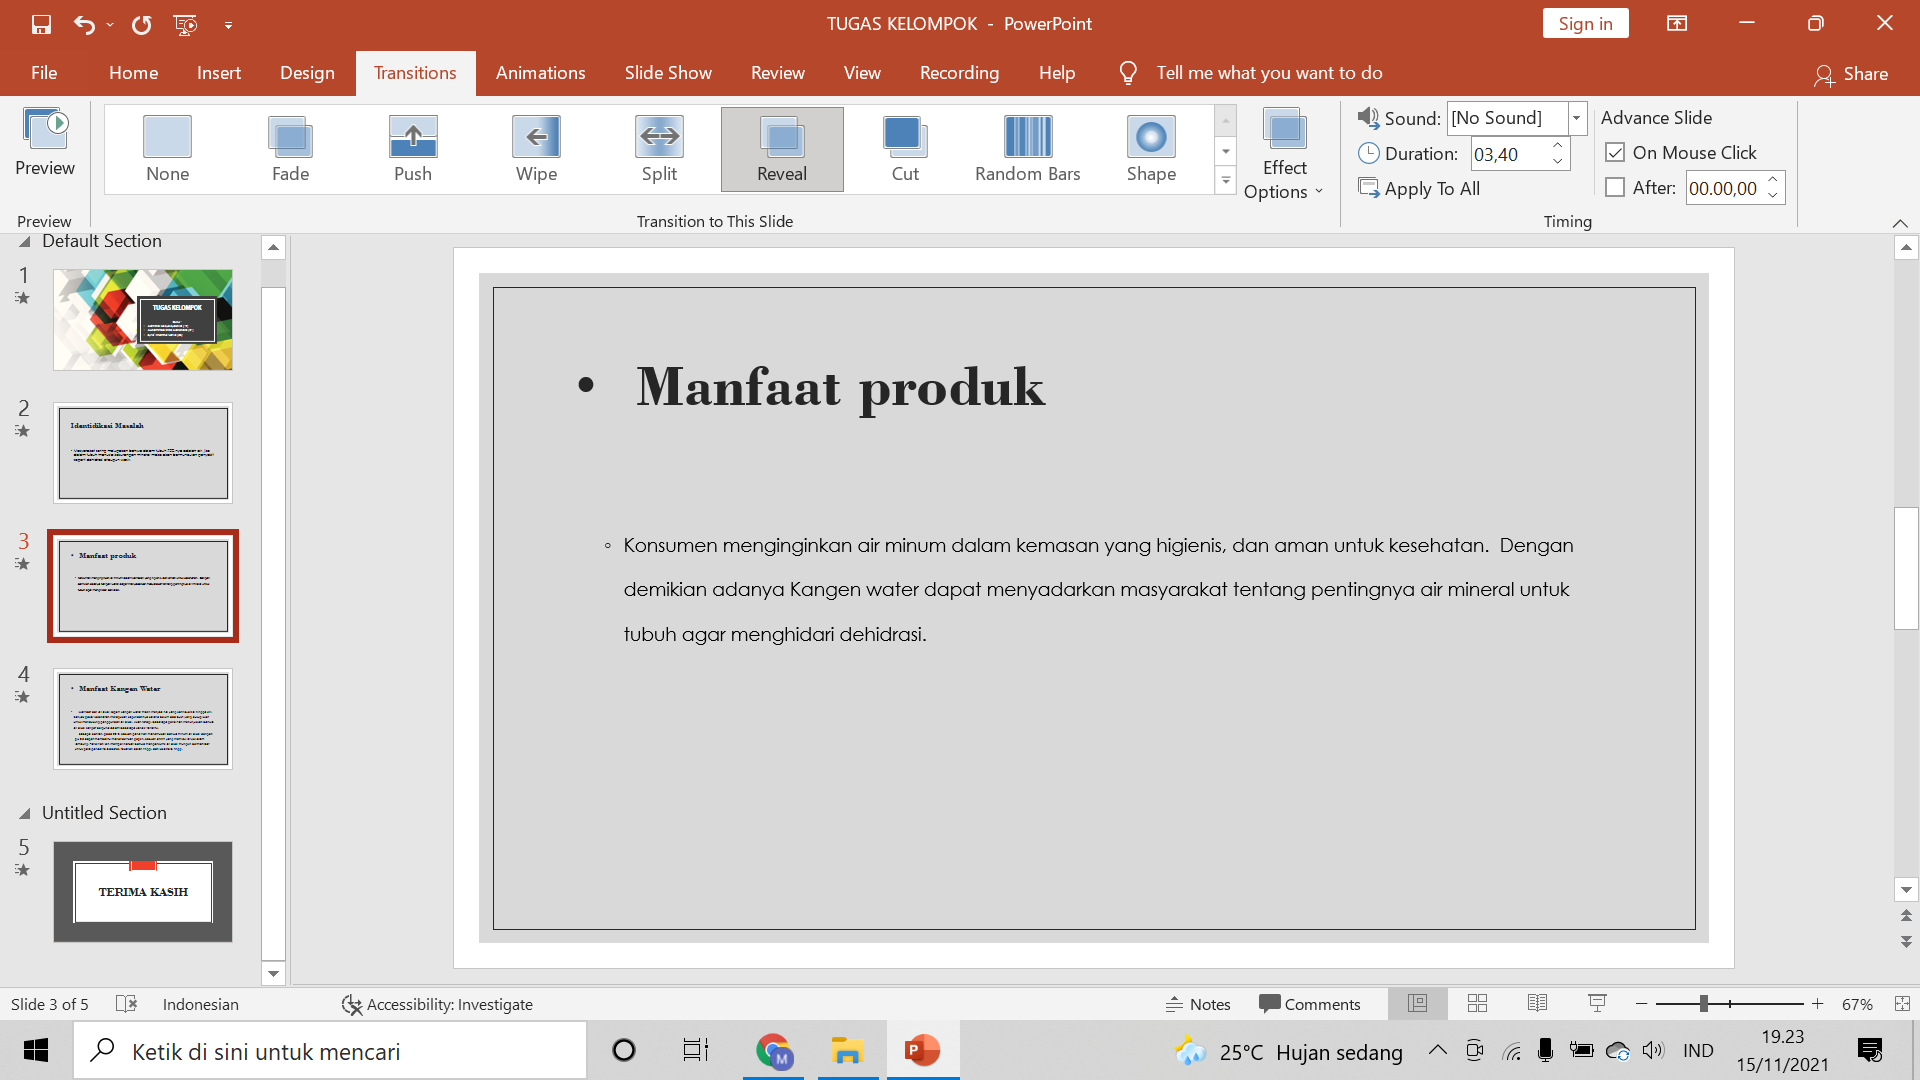 TUGAS KELOMPOK - PowerPoint
Sign in
File Home Insert Design Transitions Animations Slide Show Review View Recording Help Tell me what you want to do Share
Preview
None Fade Push Wipe Split Reveal Cut Random Bars Shape
Effect
Options
Sound: [No Sound]
Duration: 03,40
Apply To All
Advance Slide
On Mouse Click
After: 00.00,00
Preview Transition to This Slide Timing
Default Section
1
TUGAS KELOMPOK
2
Identidikasi Masalah
3
• Manfaat produk
4
• Manfaat Kangen Water
Untitled Section
5
TERIMA KASIH
• Manfaat produk
◦ Konsumen menginginkan air minum dalam kemasan yang higienis, dan aman untuk kesehatan. Dengan
demikian adanya Kangen water dapat menyadarkan masyarakat tentang pentingnya air mineral untuk
tubuh agar menghidari dehidrasi.
Slide 3 of 5 Indonesian Accessibility: Investigate Notes Comments 67%
Ketik di sini untuk mencari
M
25°C Hujan sedang
IND
19.23
15/11/2021